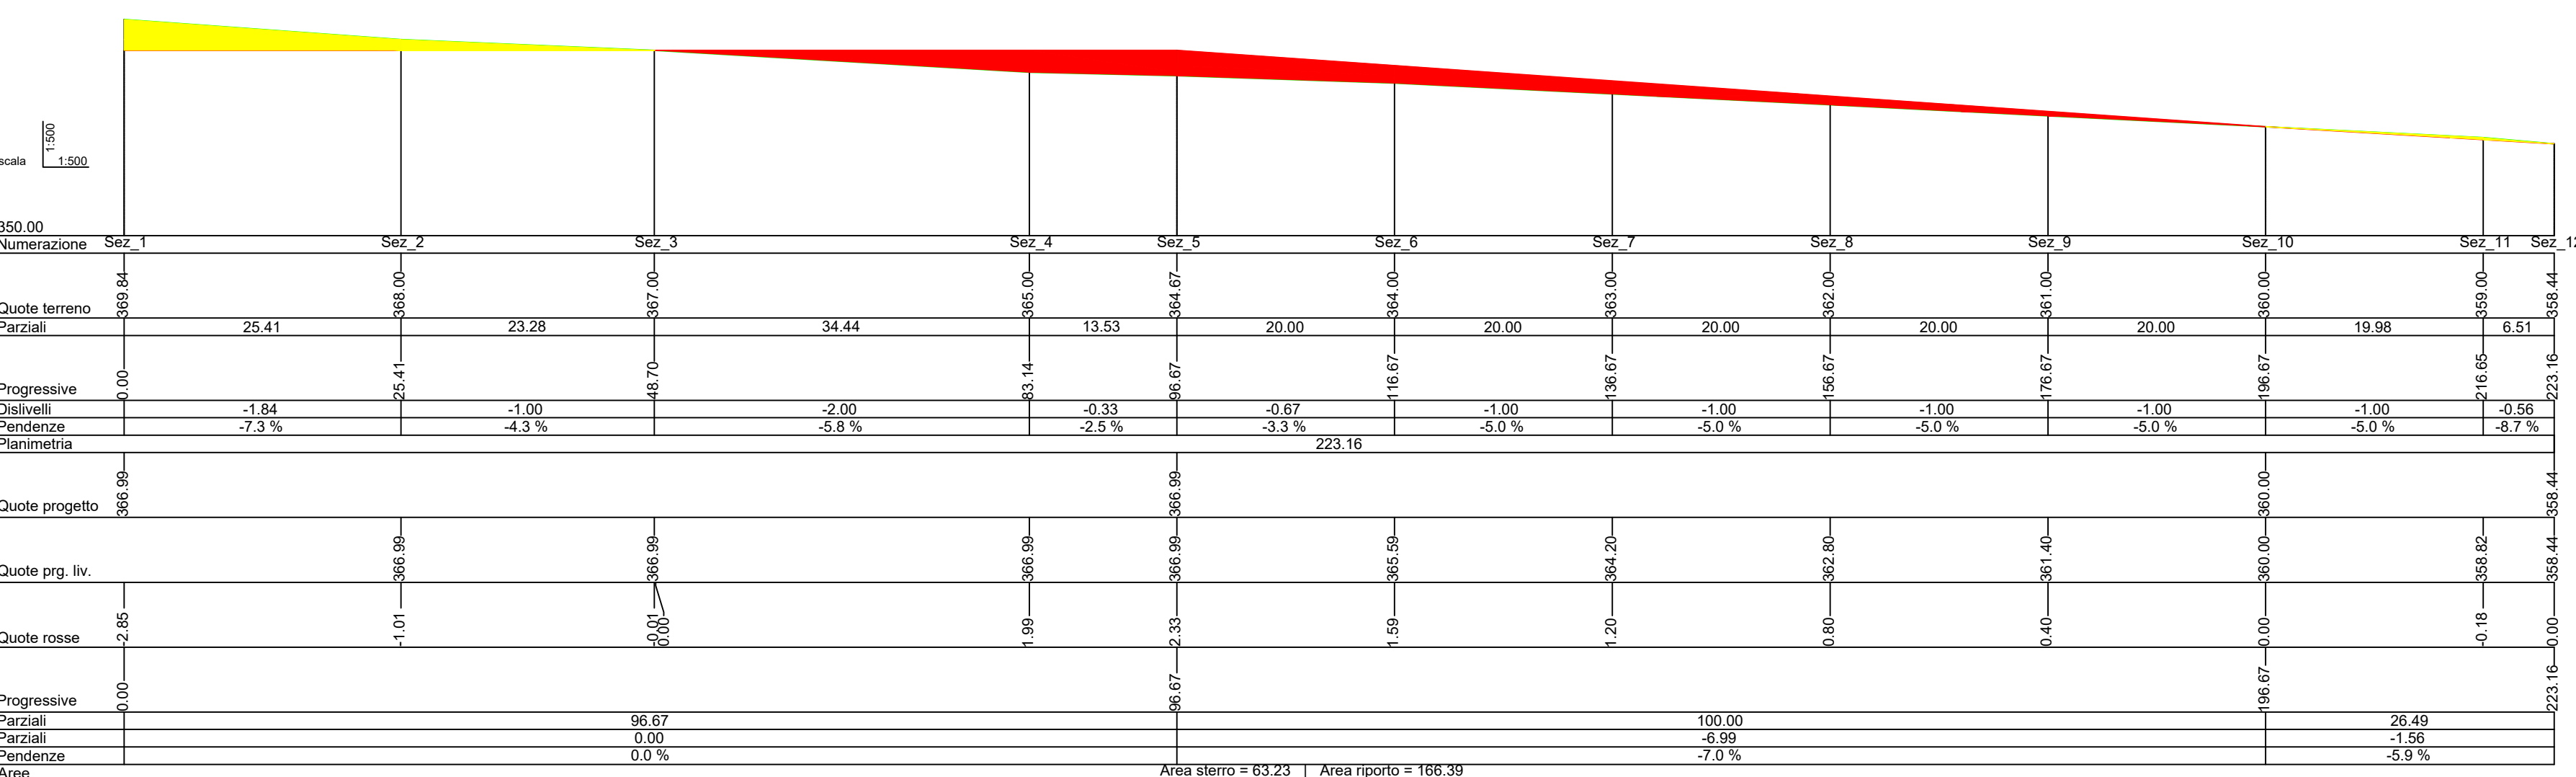 1:500
scala 1:500
350.00
Numerazione Sez_1 Sez_2 Sez_3 Sez_4 Sez_5 Sez_6 Sez_7 Sez_8 Sez_9 Sez_10 Sez_11 Sez_12
Quote terreno 369.84 368.00 367.00 365.00 364.67 364.00 363.00 362.00 361.00 360.00 359.00 358.44
Parziali 25.41 23.28 34.44 13.53 20.00 20.00 20.00 20.00 20.00 19.98 6.51
Progressive 0.00 25.41 48.70 83.14 96.67 116.67 136.67 156.67 176.67 196.67 216.65 223.16
Dislivelli -1.84 -1.00 -2.00 -0.33 -0.67 -1.00 -1.00 -1.00 -1.00 -1.00 -0.56
Pendenze -7.3 % -4.3 % -5.8 % -2.5 % -3.3 % -5.0 % -5.0 % -5.0 % -5.0 % -5.0 % -8.7 %
Planimetria 223.16
Quote progetto 366.99 366.99 360.00 358.44
Quote prg. liv. 366.99 366.99 366.99 366.99 365.59 364.20 362.80 361.40 360.00 358.82 358.44
Quote rosse -2.85 -1.01 -0.01 0.00 1.99 2.33 1.59 1.20 0.80 0.40 0.00 -0.18 0.00
Progressive 0.00 96.67 196.67 223.16
Parziali 96.67 100.00 26.49
Parziali 0.00 -6.99 -1.56
Pendenze 0.0 % -7.0 % -5.9 %
Aree Area sterro = 63.23 | Area riporto = 166.39